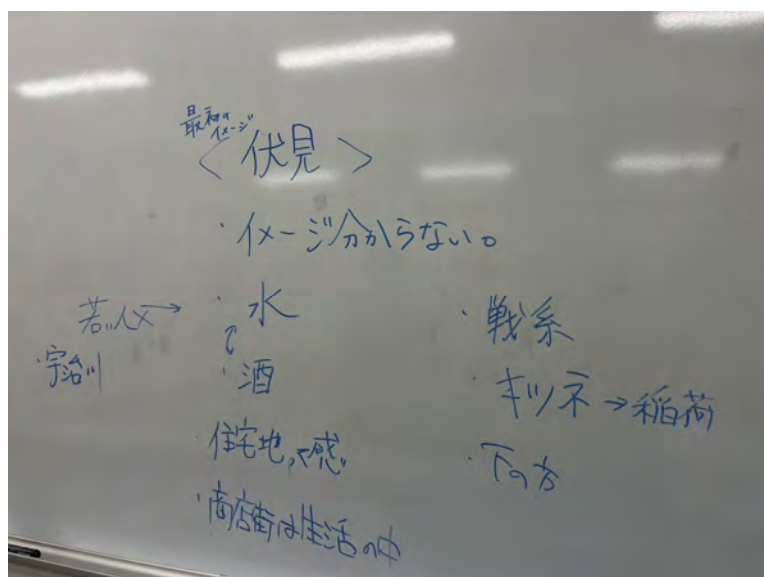 最初の
イメージ
<伏見>
・イメージ分からない。
若い人×→・水
・宇治川
・酒
・住宅地って感じ
・商店街は生活の中
・戦系
・キツネ→稲荷
・下の方